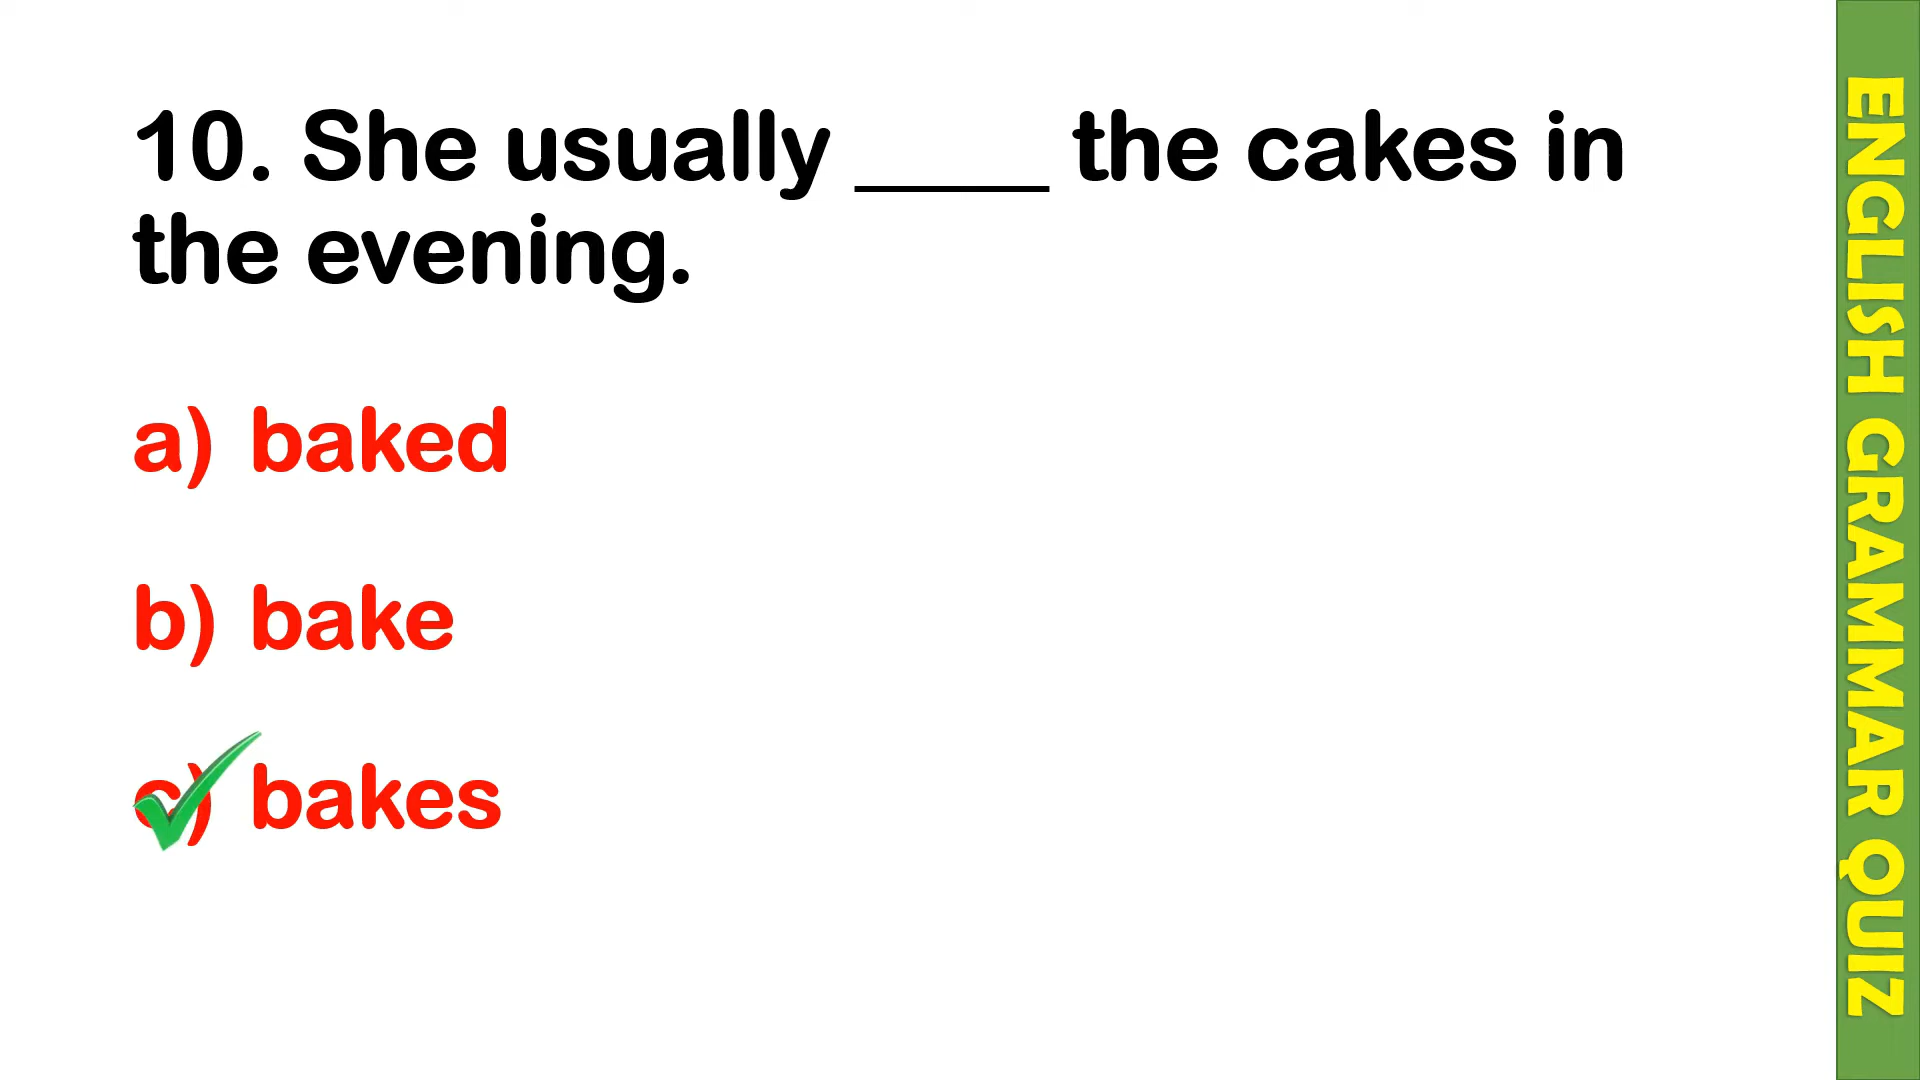 10. She usually ____ the cakes in
the evening.
a) baked
b) bake
c) bakes
ENGLISH GRAMMAR QUIZ